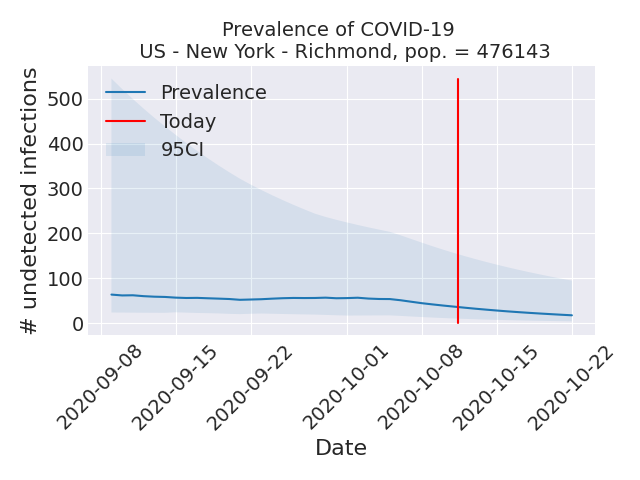 Prevalence of COVID-19
US - New York - Richmond, pop. = 476143
# undetected infections
500
400
300
200
100
0
Prevalence
Today
95CI
2020-09-08
2020-09-15
2020-09-22
2020-10-01
2020-10-08
2020-10-15
2020-10-22
Date